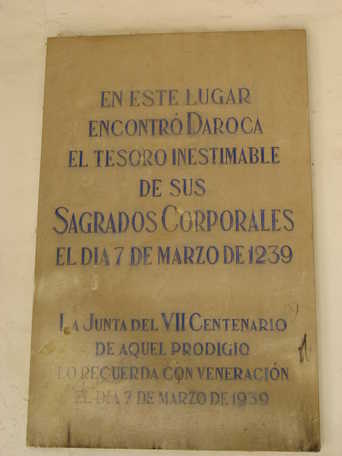 EN ESTE LUGAR
ENCONTRÓ DAROCA
EL TESORO INESTIMABLE
DE SUS
SAGRADOS CORPORALES
EL DIA 7 DE MARZO DE 1239
LA JUNTA DEL VII CENTENARIO
DE AQUEL PRODIGIO
LO RECUERDA CON VENERACIÓN
EL DIA 7 DE MARZO DE 1939